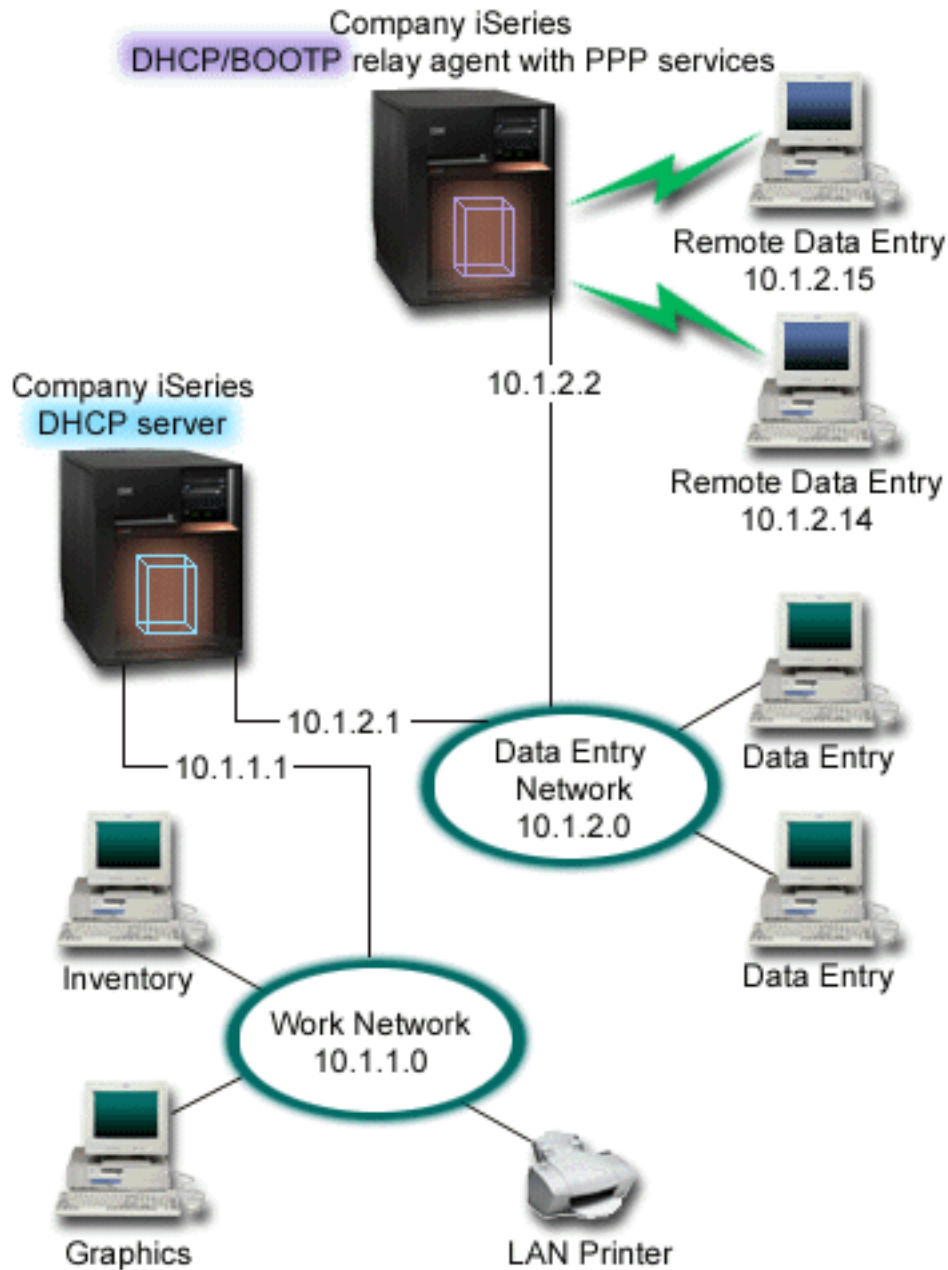 Company iSeries
DHCP/BOOTP relay agent with PPP services
Remote Data Entry
10.1.2.15
10.1.2.2
Remote Data Entry
10.1.2.14
Company iSeries
DHCP server
10.1.2.1
10.1.1.1
Data Entry
Network
10.1.2.0
Data Entry
Data Entry
Inventory
Work Network
10.1.1.0
Graphics
LAN Printer